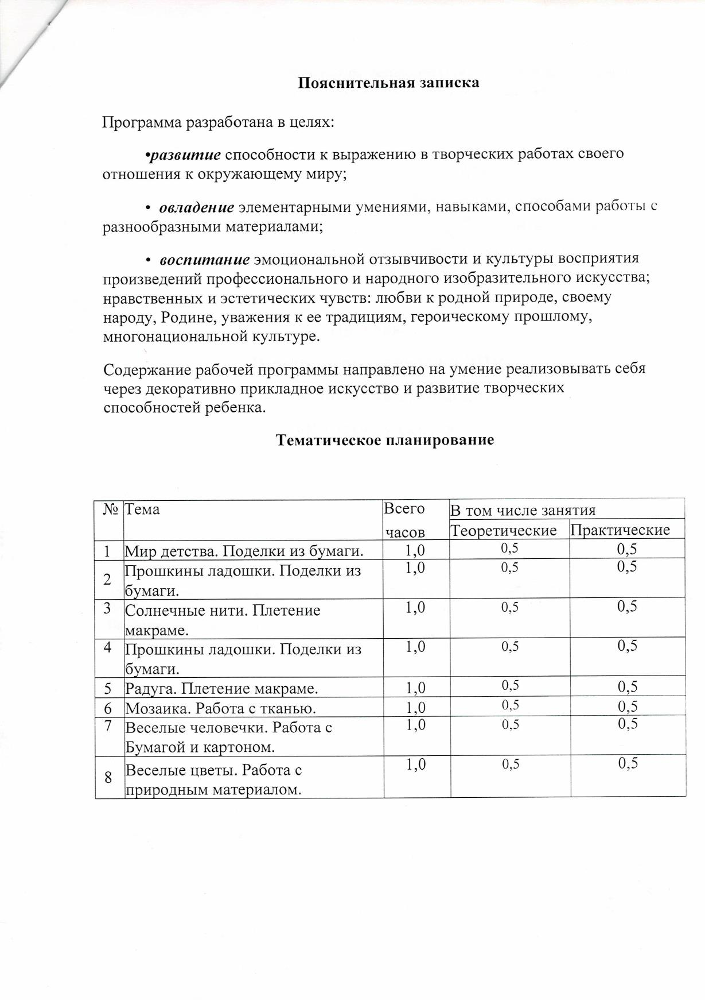 Пояснительная записка
Программа разработана в целях:
•развитие способности к выражению в творческих работах своего
отношения к окружающему миру;
• овладение элементарными умениями, навыками, способами работы с
разнообразными материалами;
• воспитание эмоциональной отзывчивости и культуры восприятия
произведений профессионального и народного изобразительного искусства;
нравственных и эстетических чувств: любви к родной природе, своему
народу, Родине, уважения к ее традициям, героическому прошлому,
многонациональной культуре.
Содержание рабочей программы направлено на умение реализовывать себя
через декоративно прикладное искусство и развитие творческих
способностей ребенка.
Тематическое планирование
№ Тема Всего часов В том числе занятия
Теоретические Практические
1 Мир детства. Поделки из бумаги. 1,0 0,5 0,5
2 Прошкины ладошки. Поделки из 1,0 0,5 0,5
бумаги.
3 Солнечные нити. Плетение 1,0 0,5 0,5
макраме.
4 Прошкины ладошки. Поделки из 1,0 0,5 0,5
бумаги.
5 Радуга. Плетение макраме. 1,0 0,5 0,5
6 Мозаика. Работа с тканью. 1,0 0,5 0,5
7 Веселые человечки. Работа с 1,0 0,5 0,5
Бумагой и картоном.
8 Веселые цветы. Работа с 1,0 0,5 0,5
природным материалом.